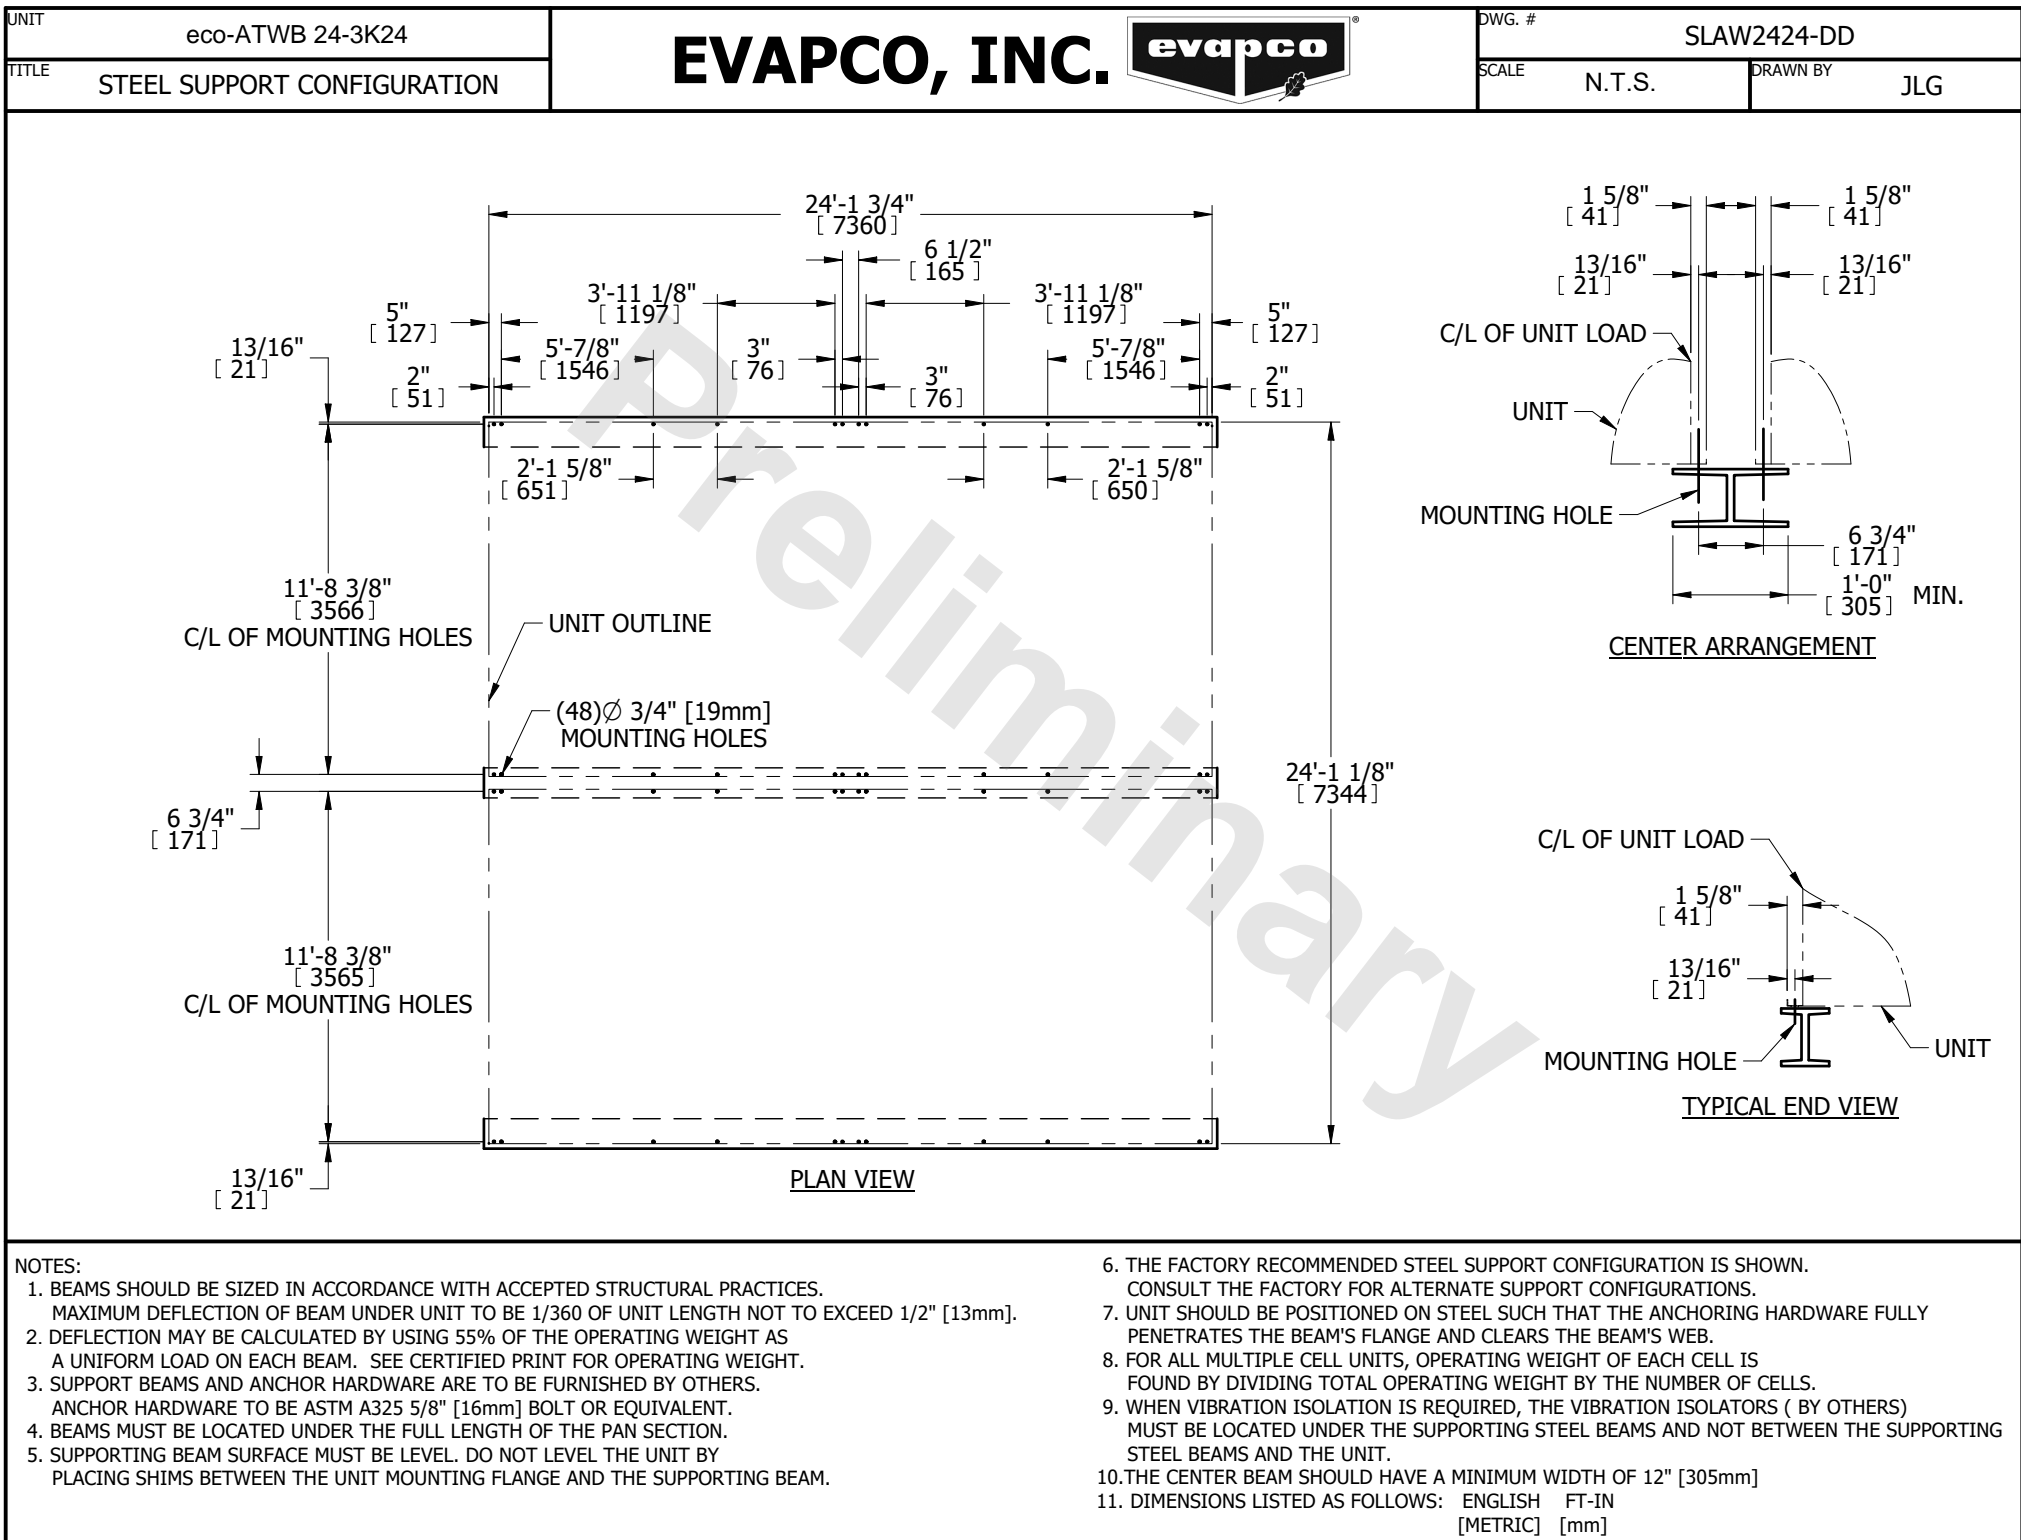 UNIT
eco-ATWB 24-3K24
TITLE
STEEL SUPPORT CONFIGURATION
EVAPCO, INC.
evapco
®
DWG. #
SLAW2424-DD
SCALE
N.T.S.
DRAWN BY
JLG
24'-1 3/4"
[ 7360 ]
6 1/2"
[ 165 ]
3'-11 1/8"
[ 1197 ]
3'-11 1/8"
[ 1197 ]
5"
[ 127 ]
5"
[ 127 ]
13/16"
[ 21 ]
5'-7/8"
[ 1546 ]
3"
[ 76 ]
5'-7/8"
[ 1546 ]
2"
[ 51 ]
3"
[ 76 ]
2"
[ 51 ]
2'-1 5/8"
[ 651 ]
2'-1 5/8"
[ 650 ]
11'-8 3/8"
[ 3566 ]
C/L OF MOUNTING HOLES
UNIT OUTLINE
(48)Ø 3/4" [19mm]
MOUNTING HOLES
6 3/4"
[ 171 ]
24'-1 1/8"
[ 7344 ]
11'-8 3/8"
[ 3565 ]
C/L OF MOUNTING HOLES
13/16"
[ 21 ]
PLAN VIEW
Preliminary
1 5/8"
[ 41 ]
1 5/8"
[ 41 ]
13/16"
[ 21 ]
13/16"
[ 21 ]
C/L OF UNIT LOAD
UNIT
MOUNTING HOLE
6 3/4"
[ 171 ]
1'-0"
[ 305 ] MIN.
CENTER ARRANGEMENT
C/L OF UNIT LOAD
1 5/8"
[ 41 ]
13/16"
[ 21 ]
MOUNTING HOLE
UNIT
TYPICAL END VIEW
NOTES:
1. BEAMS SHOULD BE SIZED IN ACCORDANCE WITH ACCEPTED STRUCTURAL PRACTICES.
MAXIMUM DEFLECTION OF BEAM UNDER UNIT TO BE 1/360 OF UNIT LENGTH NOT TO EXCEED 1/2" [13mm].
2. DEFLECTION MAY BE CALCULATED BY USING 55% OF THE OPERATING WEIGHT AS
A UNIFORM LOAD ON EACH BEAM. SEE CERTIFIED PRINT FOR OPERATING WEIGHT.
3. SUPPORT BEAMS AND ANCHOR HARDWARE ARE TO BE FURNISHED BY OTHERS.
ANCHOR HARDWARE TO BE ASTM A325 5/8" [16mm] BOLT OR EQUIVALENT.
4. BEAMS MUST BE LOCATED UNDER THE FULL LENGTH OF THE PAN SECTION.
5. SUPPORTING BEAM SURFACE MUST BE LEVEL. DO NOT LEVEL THE UNIT BY
PLACING SHIMS BETWEEN THE UNIT MOUNTING FLANGE AND THE SUPPORTING BEAM.
6. THE FACTORY RECOMMENDED STEEL SUPPORT CONFIGURATION IS SHOWN.
CONSULT THE FACTORY FOR ALTERNATE SUPPORT CONFIGURATIONS.
7. UNIT SHOULD BE POSITIONED ON STEEL SUCH THAT THE ANCHORING HARDWARE FULLY
PENETRATES THE BEAM'S FLANGE AND CLEARS THE BEAM'S WEB.
8. FOR ALL MULTIPLE CELL UNITS, OPERATING WEIGHT OF EACH CELL IS
FOUND BY DIVIDING TOTAL OPERATING WEIGHT BY THE NUMBER OF CELLS.
9. WHEN VIBRATION ISOLATION IS REQUIRED, THE VIBRATION ISOLATORS ( BY OTHERS)
MUST BE LOCATED UNDER THE SUPPORTING STEEL BEAMS AND NOT BETWEEN THE SUPPORTING
STEEL BEAMS AND THE UNIT.
10.THE CENTER BEAM SHOULD HAVE A MINIMUM WIDTH OF 12" [305mm]
11. DIMENSIONS LISTED AS FOLLOWS: ENGLISH FT-IN
[METRIC] [mm]